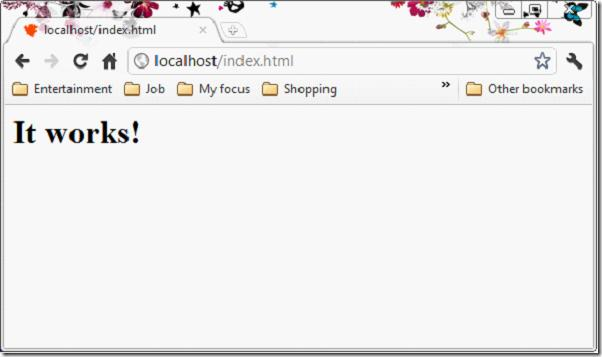 localhost/index.html
localhost/index.html
Entertainment Job My focus Shopping » Other bookmarks
It works!